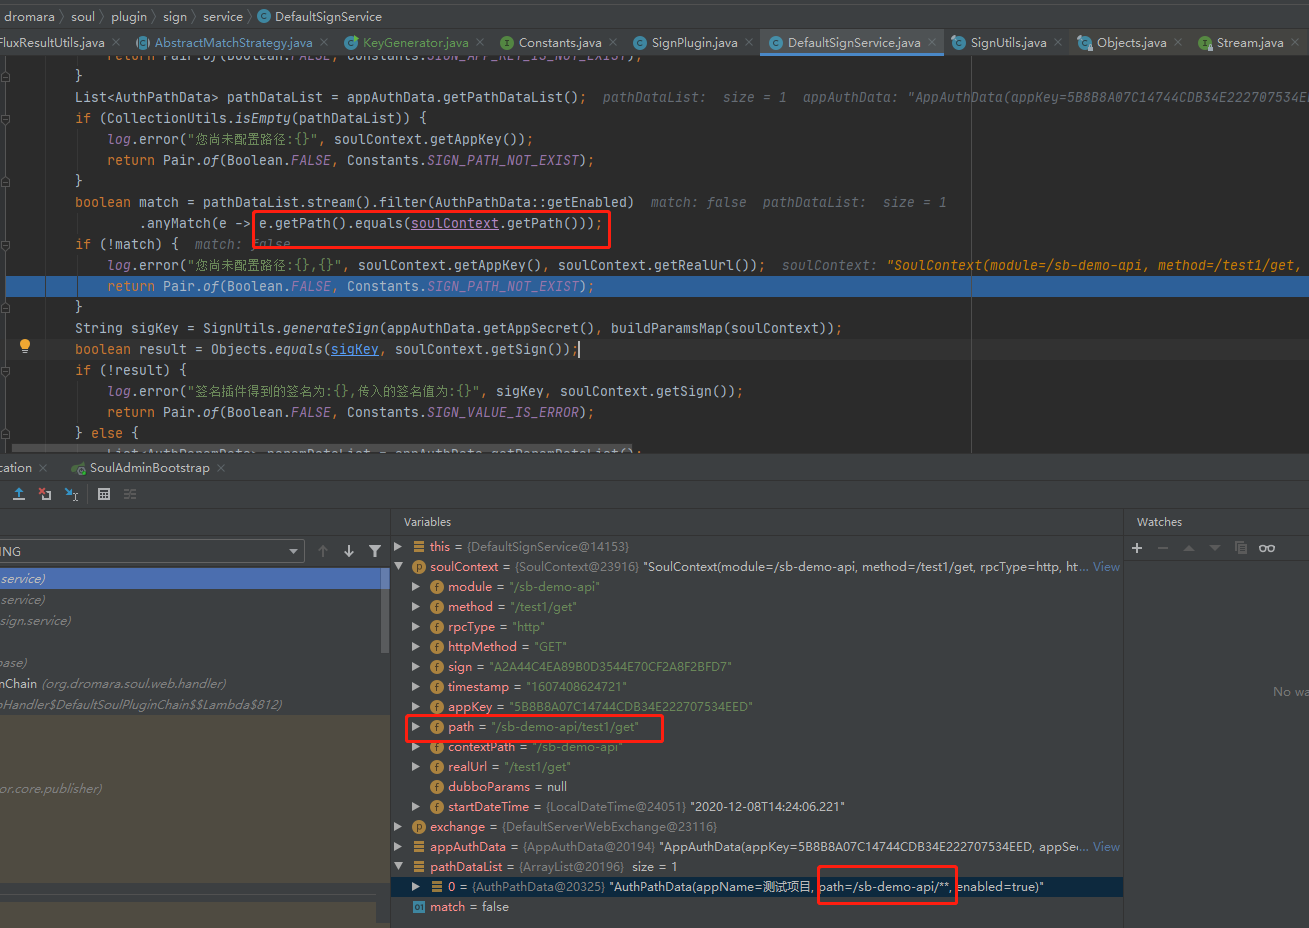 dromara 〉 soul 〉 plugin 〉 sign 〉 service 〉 DefaultSignService
FluxResultUtils.java × AbstractMatchStrategy.java × KeyGenerator.java × Constants.java × SignPlugin.java × DefaultSignService.java × SignUtils.java × Objects.java × Stream.java ×
return Pair.of(Boolean.FALSE, Constants.SIGN_APP_KEY_IS_NOT_EXIST);
}
List<AuthPathData> pathDataList = appAuthData.getPathDataList();  pathDataList:  size = 1  appAuthData: "AppAuthData(appKey=5B8B8A07C14744CDB34E222707534E
if (CollectionUtils.isEmpty(pathDataList)) {
log.error("您尚未配置路径:{}", soulContext.getAppKey());
return Pair.of(Boolean.FALSE, Constants.SIGN_PATH_NOT_EXIST);
}
boolean match = pathDataList.stream().filter(AuthPathData::getEnabled)  match: false  pathDataList:  size = 1
.anyMatch(e -> e.getPath().equals(soulContext.getPath()));
if (!match) {  match: false
log.error("您尚未配置路径:{},{}", soulContext.getAppKey(), soulContext.getRealUrl());  soulContext: "SoulContext(module=/sb-demo-api, method=/test1/get,
return Pair.of(Boolean.FALSE, Constants.SIGN_PATH_NOT_EXIST);
}
String sigKey = SignUtils.generateSign(appAuthData.getAppSecret(), buildParamsMap(soulContext));
boolean result = Objects.equals(sigKey, soulContext.getSign());
if (!result) {
log.error("签名插件得到的签名为:{},传入的签名值为:{}", sigKey, soulContext.getSign());
return Pair.of(Boolean.FALSE, Constants.SIGN_VALUE_IS_ERROR);
} else {
List<AuthParamData> paramDataList = appAuthData.getParamDataList();
cation × SoulAdminBootstrap ×
Variables
Watches
NG
service)
service)
sign.service)
base)
nChain (org.dromara.soul.web.handler)
oHandler$DefaultSoulPluginChain$$Lambda$812)
or.core.publisher)
this = {DefaultSignService@14153}
soulContext = {SoulContext@23916} "SoulContext(module=/sb-demo-api, method=/test1/get, rpcType=http, ht... View
module = "/sb-demo-api"
method = "/test1/get"
rpcType = "http"
httpMethod = "GET"
sign = "A2A44C4EA89B0D3544E70CF2A8F2BFD7"
timestamp = "1607408624721"
appKey = "5B8B8A07C14744CDB34E222707534EED"
path = "/sb-demo-api/test1/get"
contextPath = "/sb-demo-api"
realUrl = "/test1/get"
dubboParams = null
startDateTime = {LocalDateTime@24051} "2020-12-08T14:24:06.221"
exchange = {DefaultServerWebExchange@23116}
appAuthData = {AppAuthData@20194} "AppAuthData(appKey=5B8B8A07C14744CDB34E222707534EED, appSe... View
pathDataList = {ArrayList@20196}  size = 1
0 = {AuthPathData@20325} "AuthPathData(appName=测试项目, path=/sb-demo-api/**, enabled=true)"
match = false
No wa